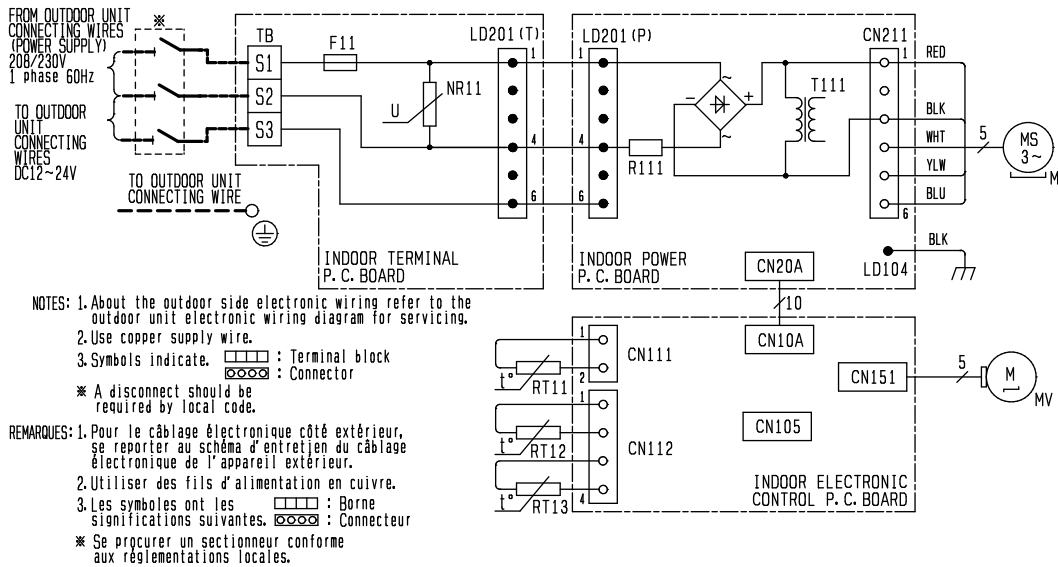 FROM OUTDOOR UNIT
CONNECTING WIRES
(POWER SUPPLY)
208/230V
1 phase 60Hz
※
TO OUTDOOR
UNIT
CONNECTING
WIRES
DC12~24V
TO OUTDOOR UNIT
CONNECTING WIRE
TB
S1
S2
S3
F11
U
NR11
LD201(T)
1
4
6
INDOOR TERMINAL
P. C. BOARD
LD201(P)
1
4
6
R111
~
-
+
~
T111
CN211
1
6
RED
BLK
WHT
YLW
BLU
5
MS
3~
M
BLK
LD104
INDOOR POWER
P. C. BOARD
CN20A
10
CN10A
CN111
1
2
t°
RT11
CN112
1
4
t°
RT12
t°
RT13
CN151
5
M
MV
CN105
INDOOR ELECTRONIC
CONTROL P. C. BOARD
NOTES: 1. About the outdoor side electronic wiring refer to the
outdoor unit electronic wiring diagram for servicing.
2. Use copper supply wire.
3. Symbols indicate. : Terminal block
: Connector
※ A disconnect should be
required by local code.
REMARQUES: 1. Pour le câblage électronique côté extérieur,
se reporter au schéma d'entretien du câblage
électronique de l'appareil extérieur.
2. Utiliser des fils d'alimentation en cuivre.
3. Les symboles ont les : Borne
significations suivantes. : Connecteur
※ Se procurer un sectionneur conforme
aux réglementations locales.